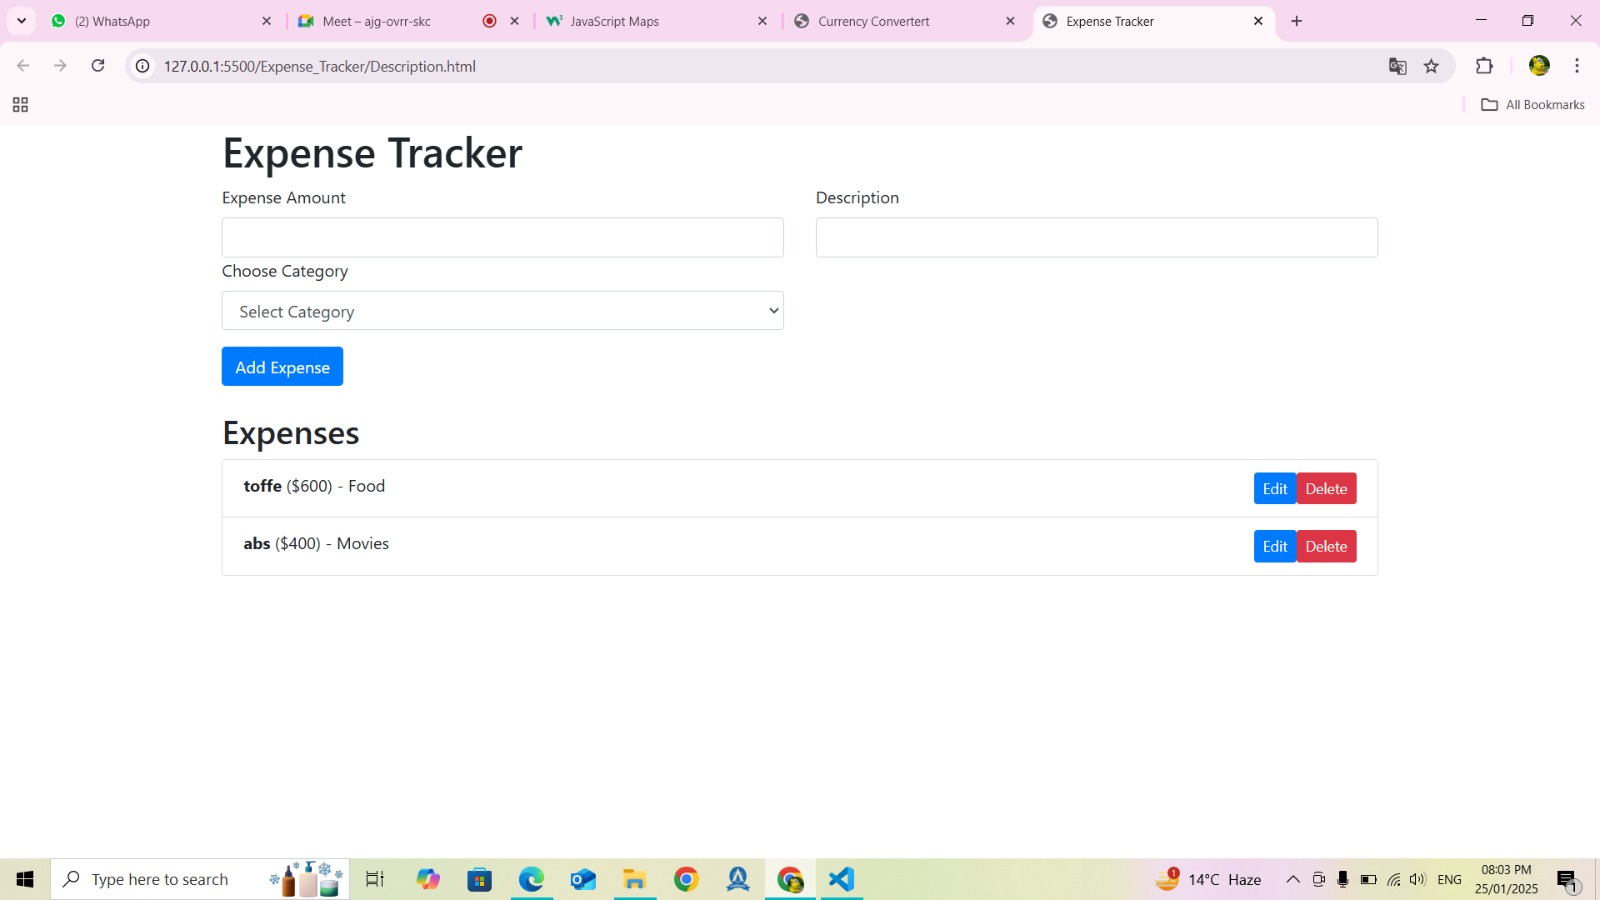 (2) WhatsApp
Meet – ajg-ovrr-skc
JavaScript Maps
Currency Convertert
Expense Tracker
127.0.0.1:5500/Expense_Tracker/Description.html
All Bookmarks
Expense Tracker
Expense Amount
Description
Choose Category
Select Category
Add Expense
Expenses
toffe ($600) - Food
Edit
Delete
abs ($400) - Movies
Edit
Delete
Type here to search
1
14°C Haze
ENG
08:03 PM
25/01/2025
1